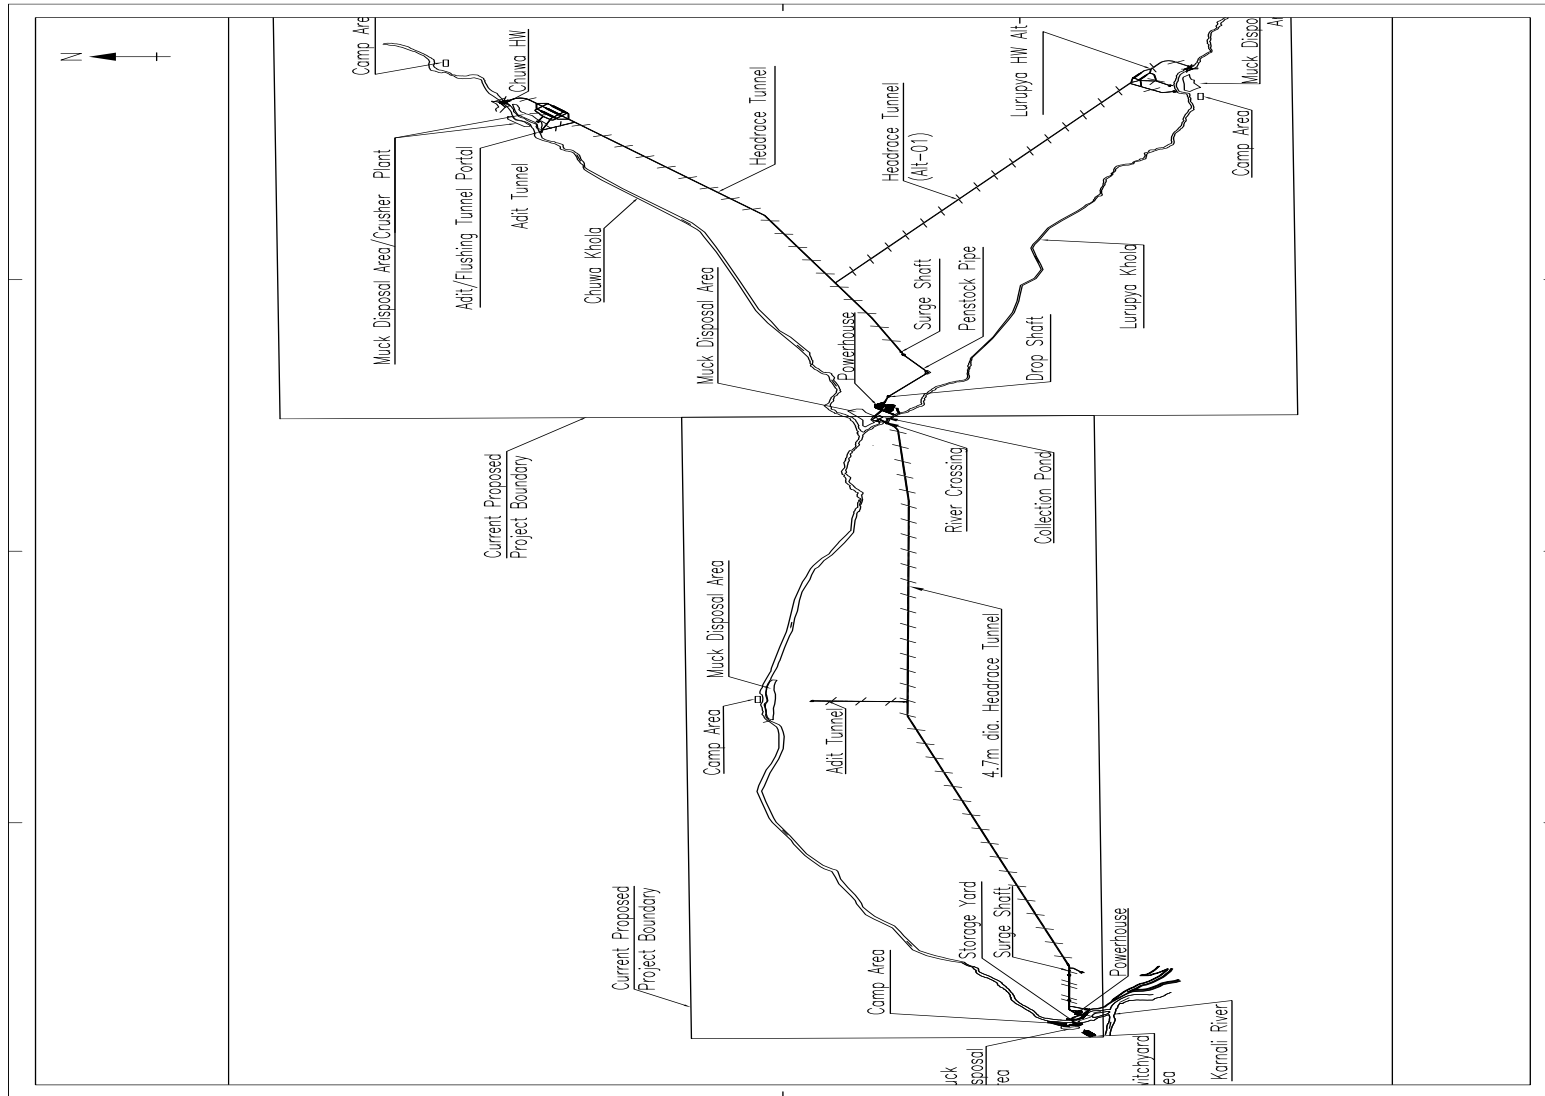 N
Camp Are
Chuwa HW
Muck Disposal Area/Crusher Plant
Adit/Flushing Tunnel Portal
Adit Tunnel
Chuwa Khola
Headrace Tunnel
Headrace Tunnel
(Alt-01)
Lurupya HW Alt-
Muck Dispo
Camp Area
Lurupya Khola
Muck Disposal Area
Powerhouse
Surge Shaft
Penstock Pipe
Drop Shaft
Current Proposed
Project Boundary
River Crossing
Collection Pond
Muck Disposal Area
Camp Area
Adit Tunnel
4.7m dia. Headrace Tunnel
Current Proposed
Project Boundary
Camp Area
Storage Yard
Surge Shaft
Powerhouse
uck
sposal
ea
vitchyard
ea
Karnali River